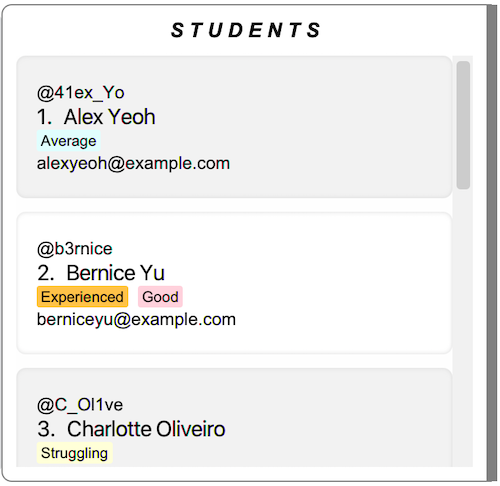 STUDENTS
@41ex_Yo
1. Alex Yeoh
Average
alexyeoh@example.com
@b3rnice
2. Bernice Yu
Experienced Good
berniceyu@example.com
@C_Ol1ve
3. Charlotte Oliveiro
Struggling